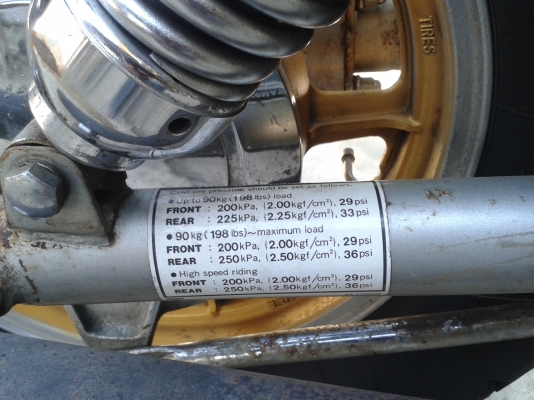 TIRES
Cold tire pressure should be set as follows.
● Up to 90kg (198 lbs) load
FRONT : 200kPa, (2.00kgf/cm²), 29psi
REAR : 225kPa, (2.25kgf/cm²), 33psi
● 90kg (198 lbs)~maximum load
FRONT : 200kPa, (2.00kgf/cm²), 29psi
REAR : 250kPa, (2.50kgf/cm²), 36psi
● High speed riding
FRONT : 200kPa, (2.00kgf/cm²), 29psi
REAR : 250kPa, (2.50kgf/cm²), 36psi